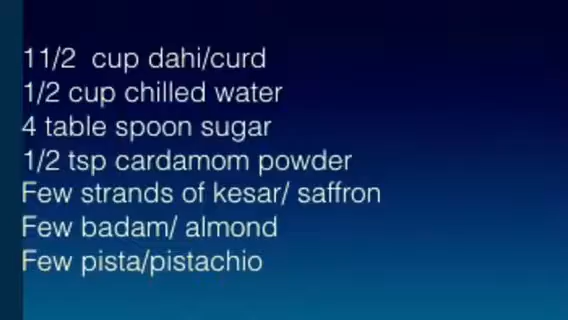 11/2  cup dahi/curd
1/2 cup chilled water
4 table spoon sugar
1/2 tsp cardamom powder
Few strands of kesar/ saffron
Few badam/ almond
Few pista/pistachio